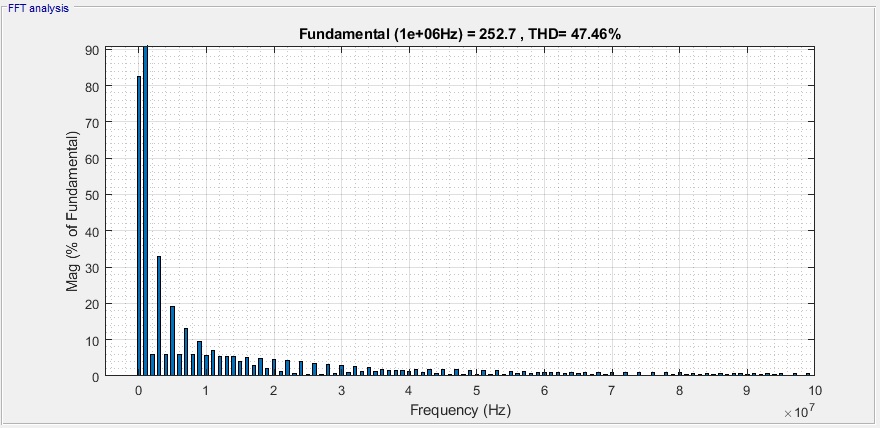 FFT analysis
Fundamental (1e+06Hz) = 252.7 , THD= 47.46%
90
80
70
60
50
40
30
20
10
0
Mag (% of Fundamental)
0 1 2 3 4 5 6 7 8 9 10
Frequency (Hz)
×10^7